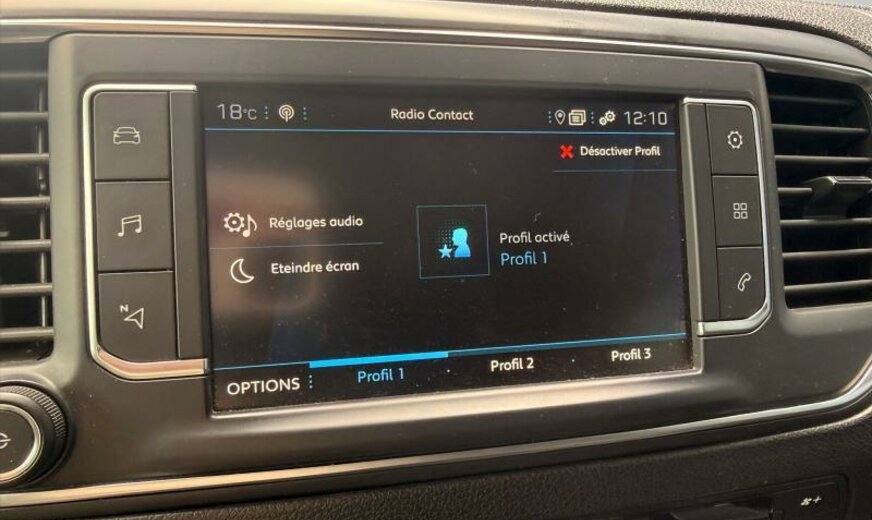 18°C
Radio Contact
12:10
Désactiver Profil
Réglages audio
Profil activé
Profil 1
Eteindre écran
OPTIONS
Profil 1
Profil 2
Profil 3
N